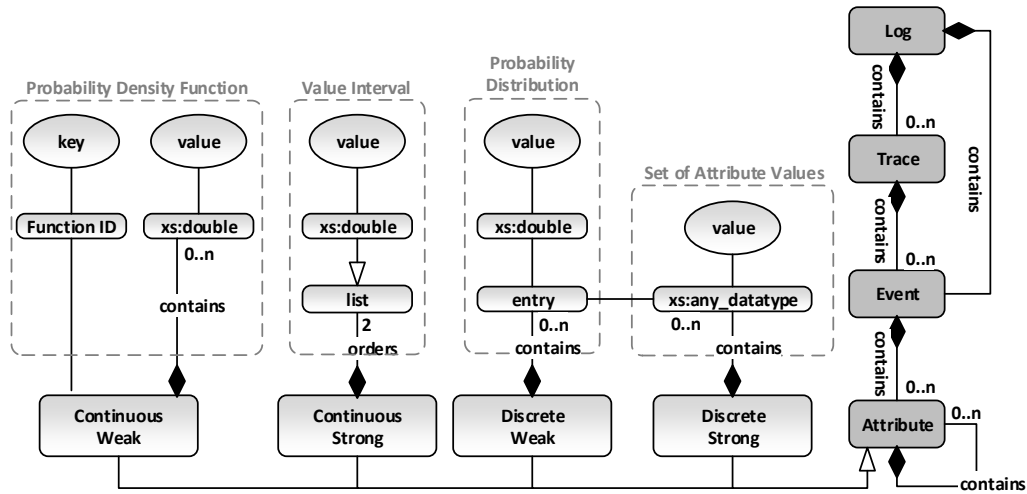 Probability Density Function
key
value
Function ID
xs:double
0..n
contains
Continuous
Weak
Value Interval
value
xs:double
list
2
orders
Continuous
Strong
Probability
Distribution
value
xs:double
entry
0..n
contains
Discrete
Weak
Set of Attribute Values
value
xs:any_datatype
0..n
contains
Discrete
Strong
Log
contains
0..n
Trace
contains
0..n
contains
Event
contains
0..n
Attribute
0..n
contains